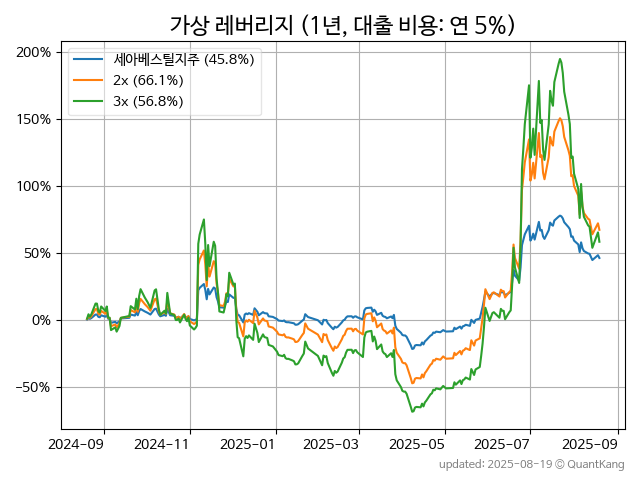 가상 레버리지 (1년, 대출 비용: 연 5%)
세아베스틸지주 (45.8%)
2x (66.1%)
3x (56.8%)
200%
150%
100%
50%
0%
−50%
2024-09 2024-11 2025-01 2025-03 2025-05 2025-07 2025-09
updated: 2025-08-19 © QuantKang